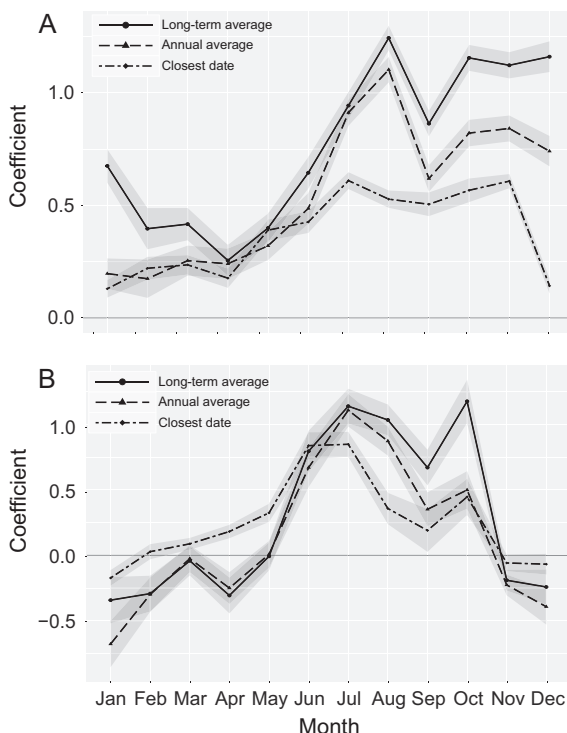 A
Long-term average
Annual average
Closest date
1.0
0.5
0.0
Coefficient
B
Long-term average
Annual average
Closest date
1.0
0.5
0.0
−0.5
Coefficient
Jan Feb Mar Apr May Jun Jul Aug Sep Oct Nov Dec
Month